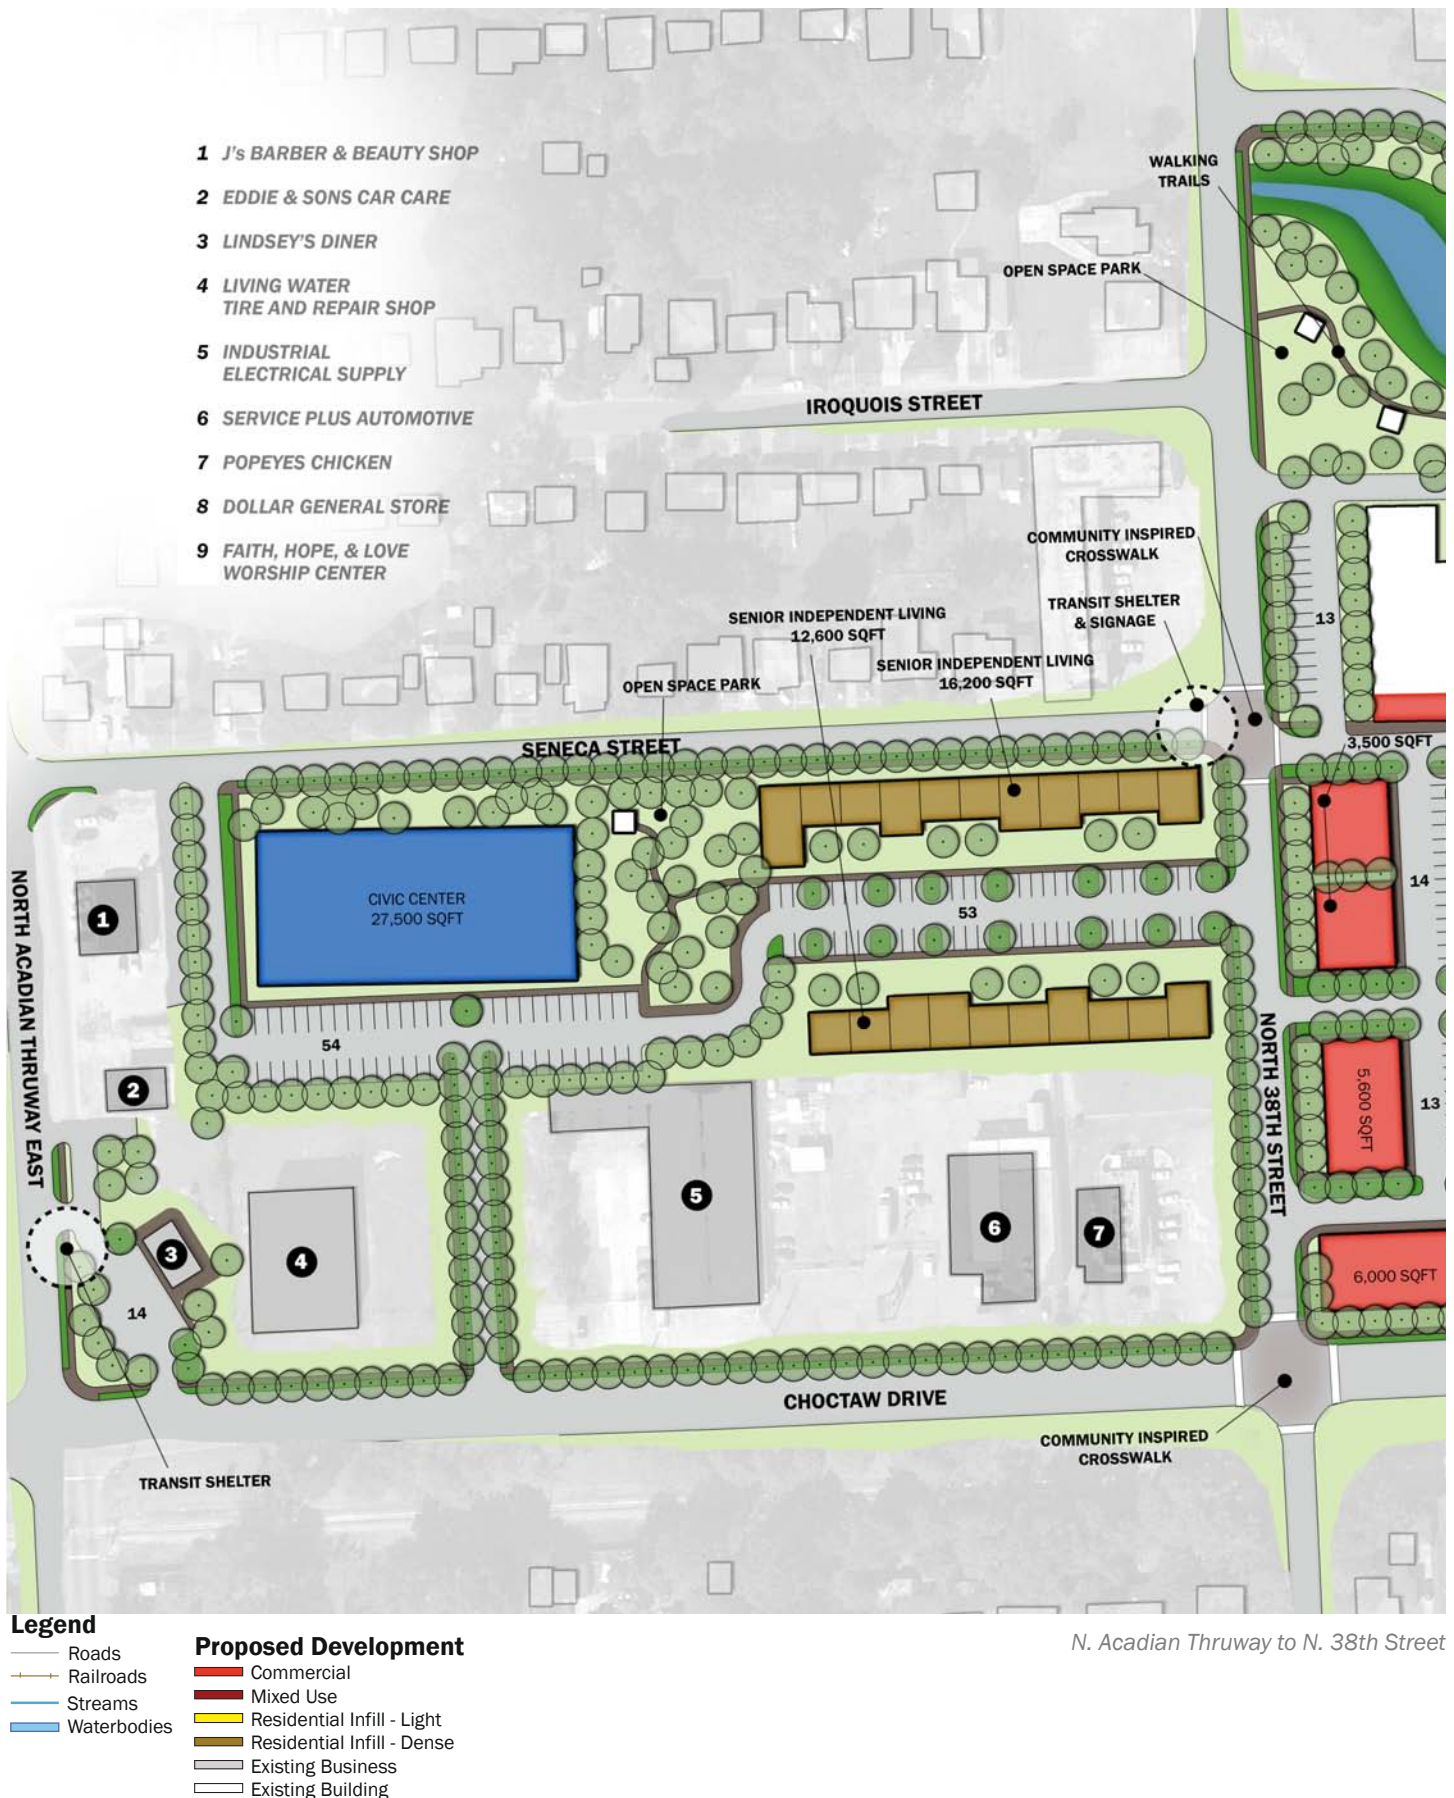 1 J's BARBER & BEAUTY SHOP
2 EDDIE & SONS CAR CARE
3 LINDSEY'S DINER
4 LIVING WATER
TIRE AND REPAIR SHOP
5 INDUSTRIAL
ELECTRICAL SUPPLY
6 SERVICE PLUS AUTOMOTIVE
7 POPEYES CHICKEN
8 DOLLAR GENERAL STORE
9 FAITH, HOPE, & LOVE
WORSHIP CENTER
WALKING
TRAILS
OPEN SPACE PARK
IROQUOIS STREET
COMMUNITY INSPIRED
CROSSWALK
TRANSIT SHELTER
& SIGNAGE
SENIOR INDEPENDENT LIVING
12,600 SQFT
SENIOR INDEPENDENT LIVING
16,200 SQFT
OPEN SPACE PARK
13
SENECA STREET
3,500 SQFT
CIVIC CENTER
27,500 SQFT
53
14
54
NORTH ACADIAN THRUWAY EAST
1
2
3
4
5
6
7
14
NORTH 38TH STREET
5,600 SQFT
13
6,000 SQFT
CHOCTAW DRIVE
COMMUNITY INSPIRED
CROSSWALK
TRANSIT SHELTER
N. Acadian Thruway to N. 38th Street
Legend
Roads
Railroads
Streams
Waterbodies
Proposed Development
Commercial
Mixed Use
Residential Infill - Light
Residential Infill - Dense
Existing Business
Existing Building